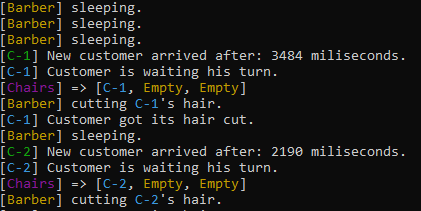 [Barber] sleeping.
[Barber] sleeping.
[Barber] sleeping.
[C-1] New customer arrived after: 3484 miliseconds.
[C-1] Customer is waiting his turn.
[Chairs] => [C-1, Empty, Empty]
[Barber] cutting C-1's hair.
[C-1] Customer got its hair cut.
[Barber] sleeping.
[C-2] New customer arrived after: 2190 miliseconds.
[C-2] Customer is waiting his turn.
[Chairs] => [C-2, Empty, Empty]
[Barber] cutting C-2's hair.